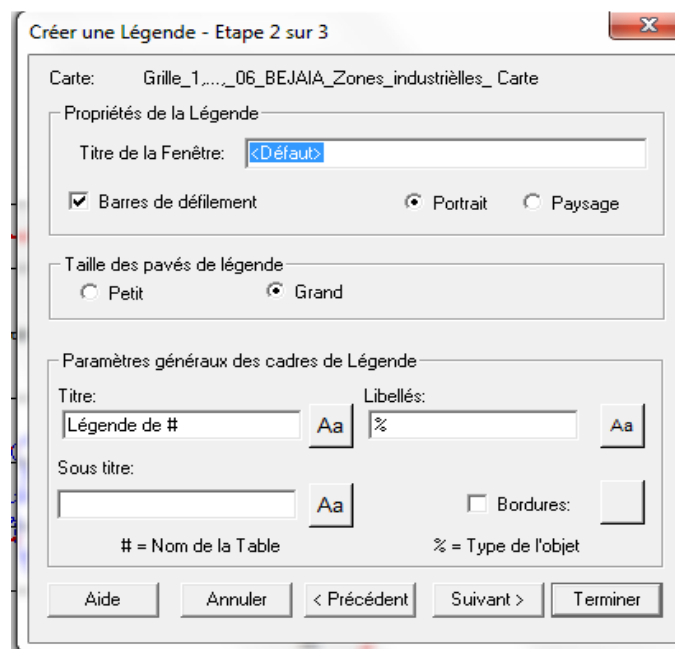 Créer une Légende - Etape 2 sur 3
x
Carte: Grille_1,...,_06_BEJAIA_Zones_industrièlles_ Carte
Propriétés de la Légende
Titre de la Fenêtre: <Défaut>
Barres de défilement Portrait Paysage
Taille des pavés de légende
Petit Grand
Paramètres généraux des cadres de Légende
Titre: Libellés:
Légende de # Aa % Aa
Sous titre:
Aa Bordures:
# = Nom de la Table % = Type de l'objet
Aide Annuler < Précédent Suivant > Terminer